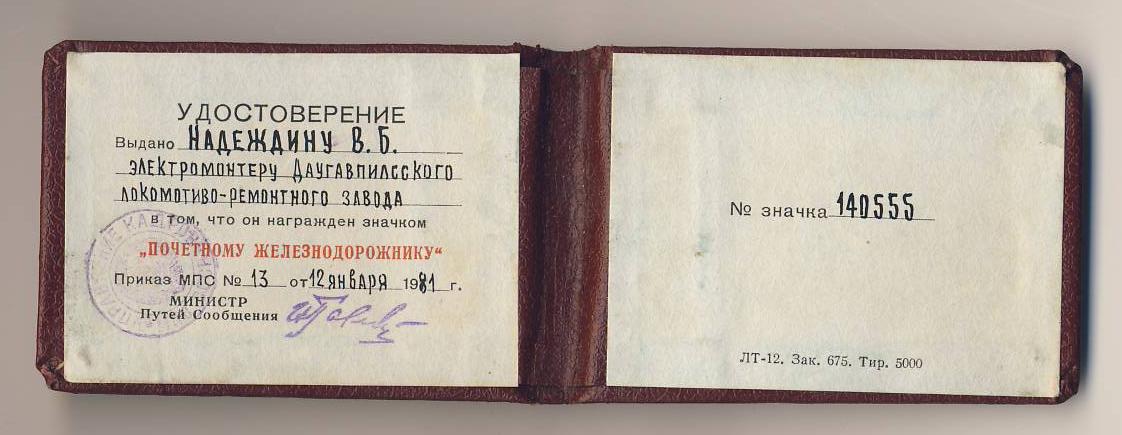 УДОСТОВЕРЕНИЕ
Выдано НАДЕЖДИНУ В.Б.
ЭЛЕКТРОМОНТЕРУ ДАУГАВПИЛССКОГО
ЛОКОМОТИВО-РЕМОНТНОГО ЗАВОДА
в том, что он награжден значком
„ПОЧЕТНОМУ ЖЕЛЕЗНОДОРОЖНИКУ“
Приказ МПС № 13 от 12 ЯНВАРЯ 1981 г.
МИНИСТР
Путей Сообщения
№ значка 140555
ЛТ-12. Зак. 675. Тир. 5000